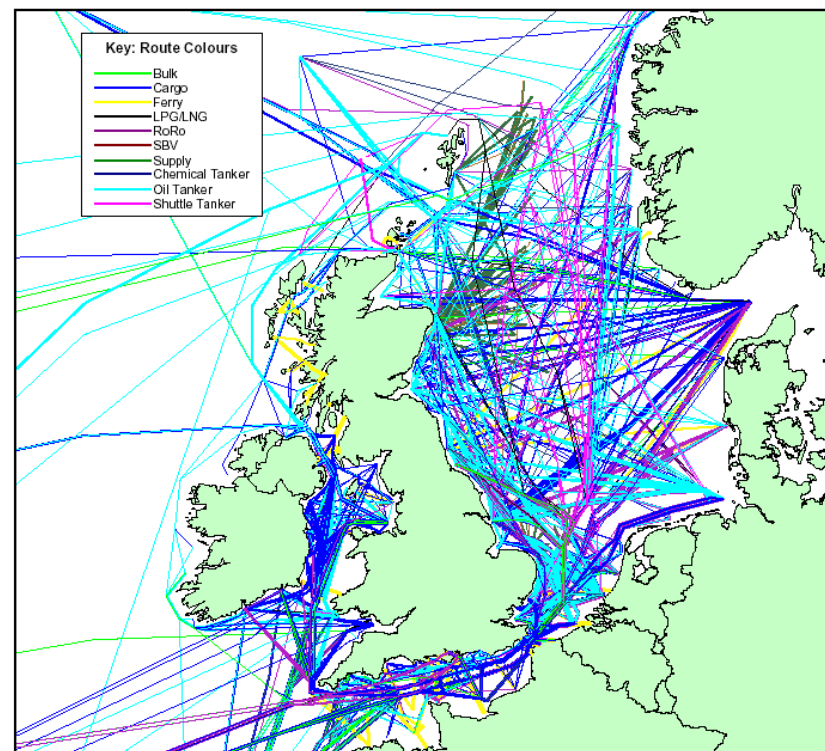 Key: Route Colours
Bulk
Cargo
Ferry
LPG/LNG
RoRo
SBV
Supply
Chemical Tanker
Oil Tanker
Shuttle Tanker